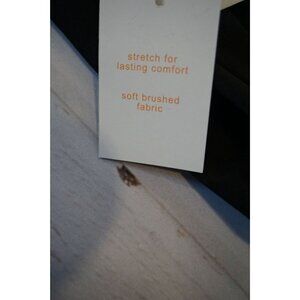 stretch for
lasting comfort
soft brushed
fabric